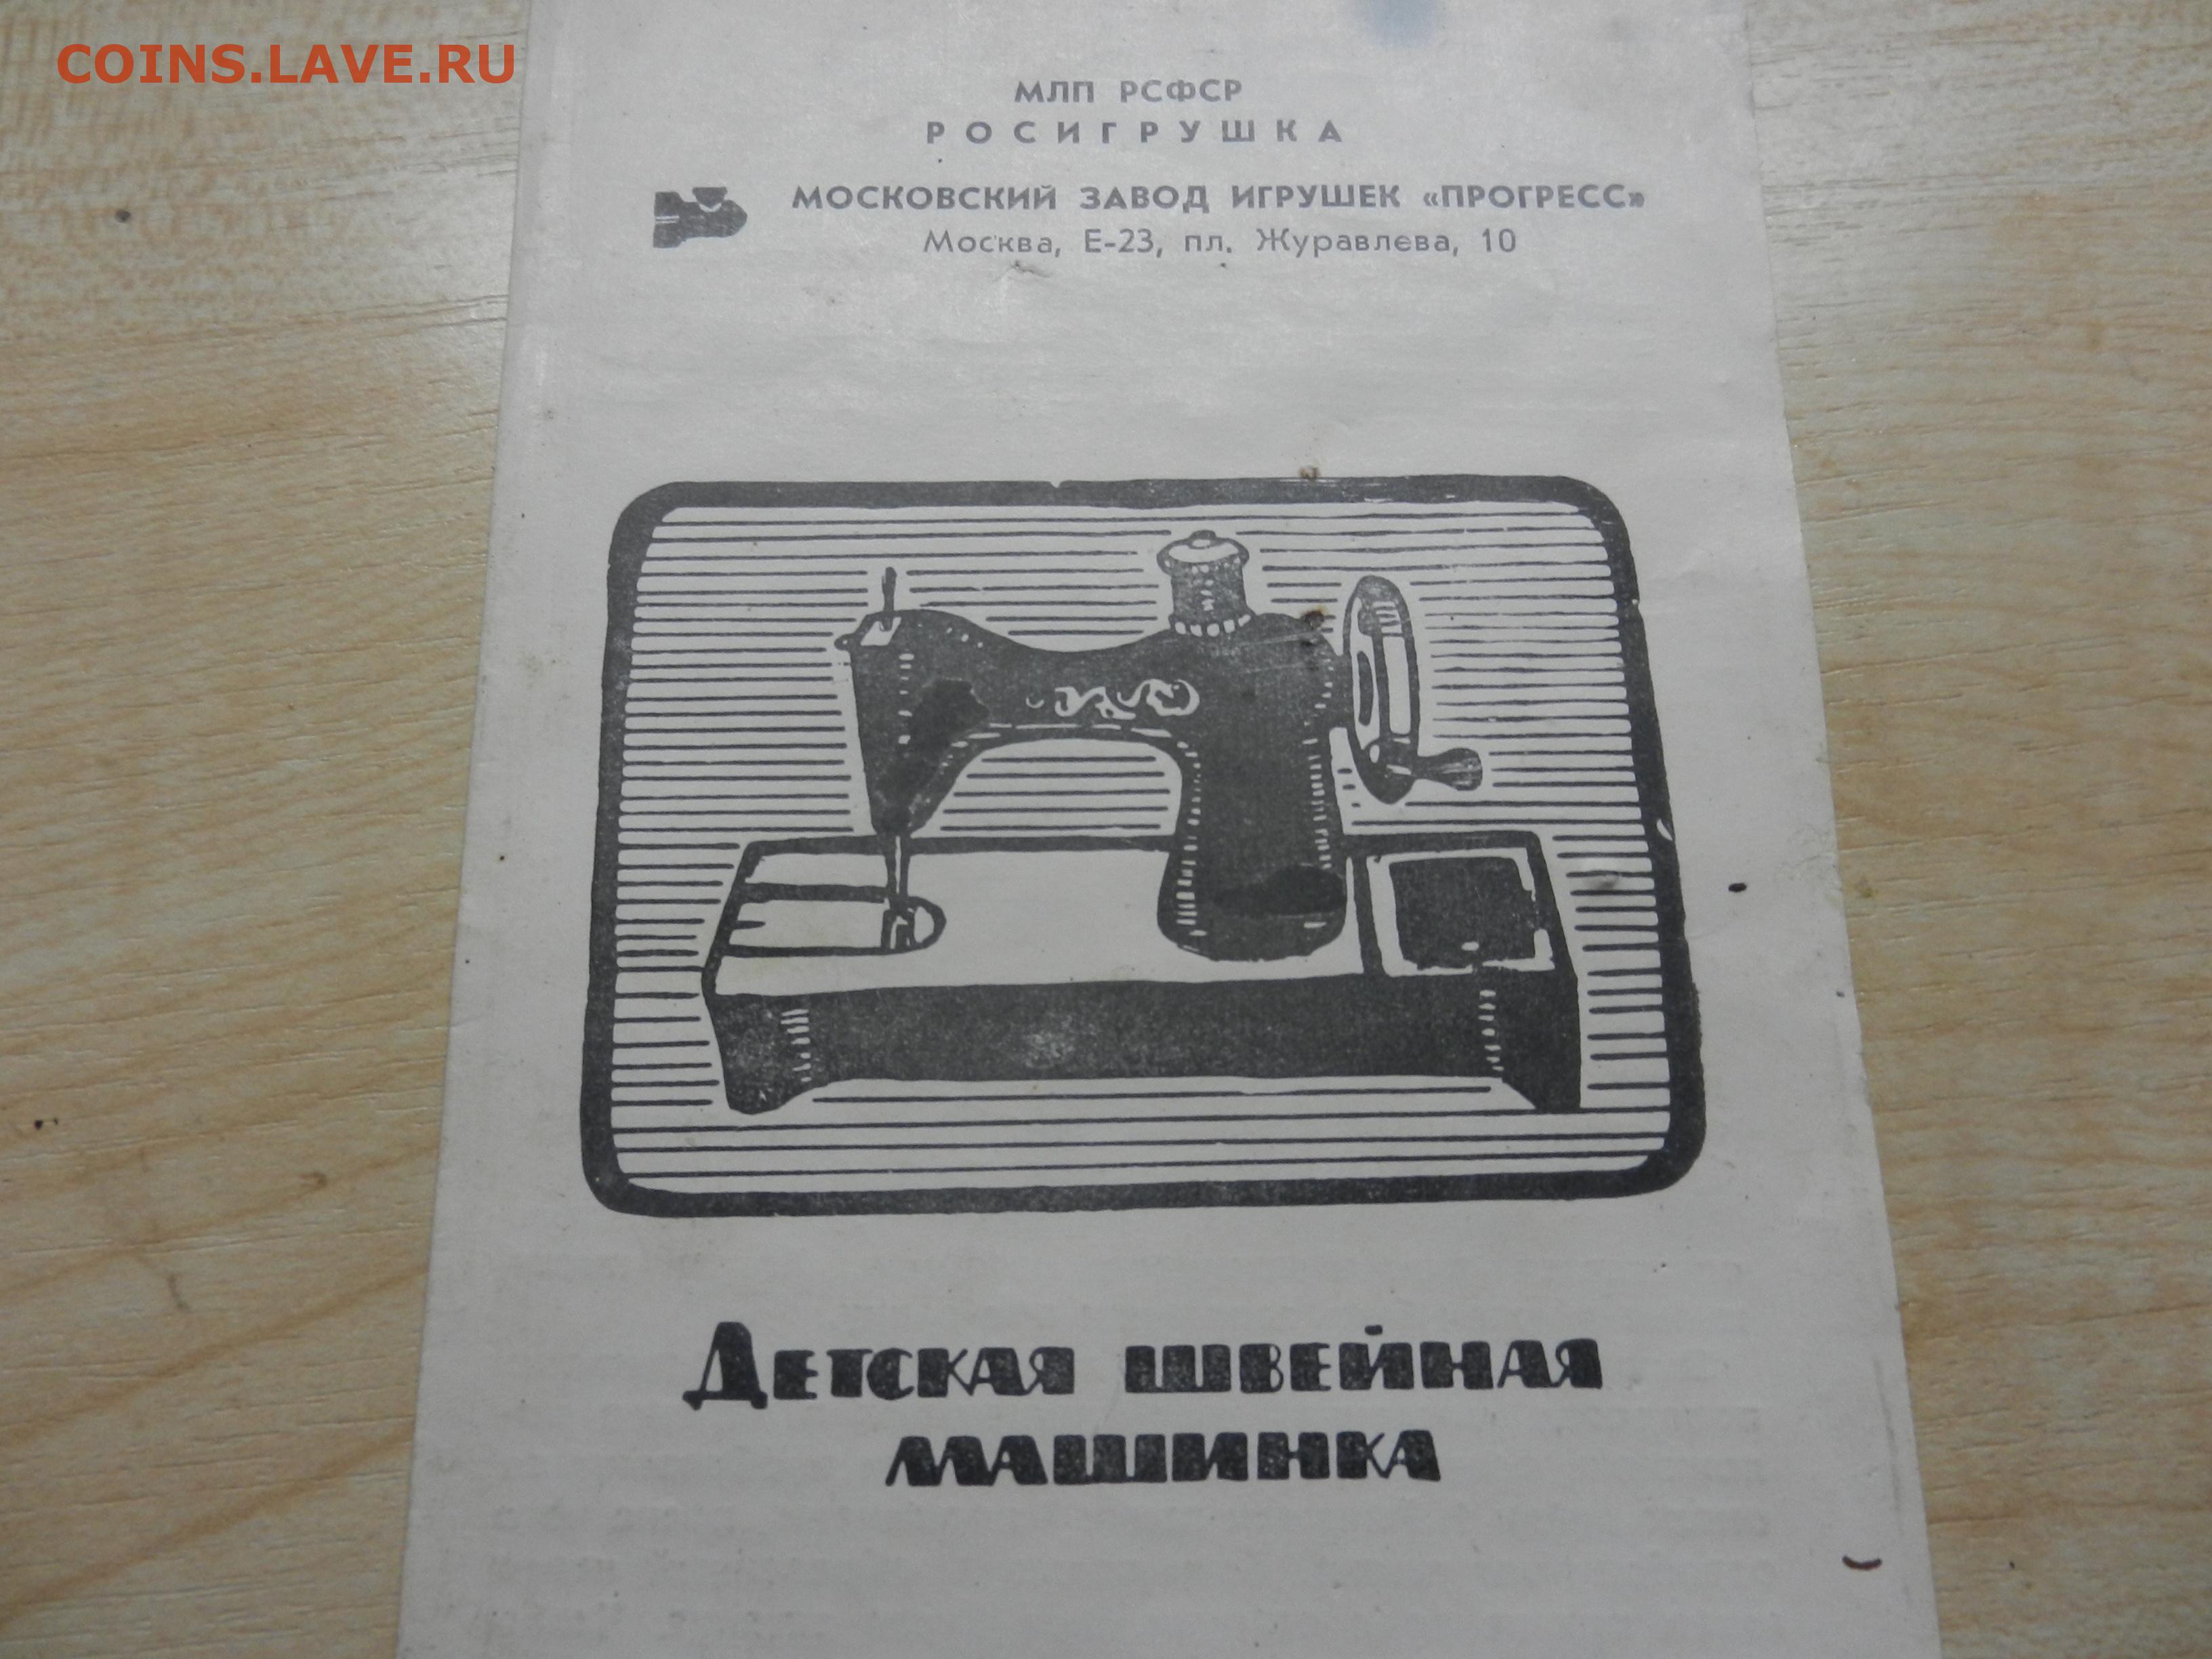 COINS.LAVE.RU
МЛП РСФСР
РОСИГРУШКА
МОСКОВСКИЙ ЗАВОД ИГРУШЕК «ПРОГРЕСС»
Москва, Е-23, пл. Журавлева, 10
ДЕТСКАЯ ШВЕЙНАЯ
МАШИНКА